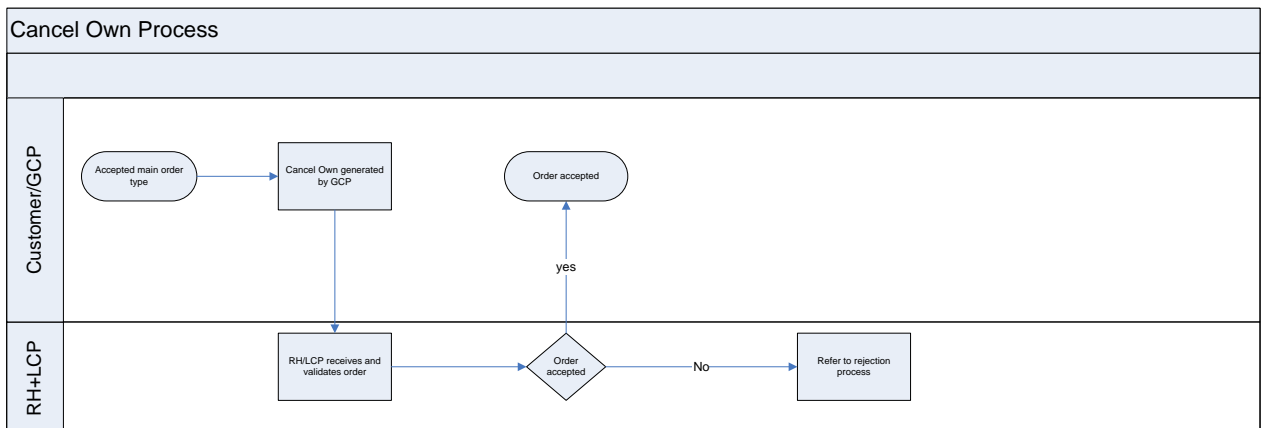 Cancel Own Process
Customer/GCP
Accepted main order
type
Cancel Own generated
by GCP
Order accepted
yes
RH+LCP
RH/LCP receives and
validates order
Order
accepted
No
Refer to rejection
process